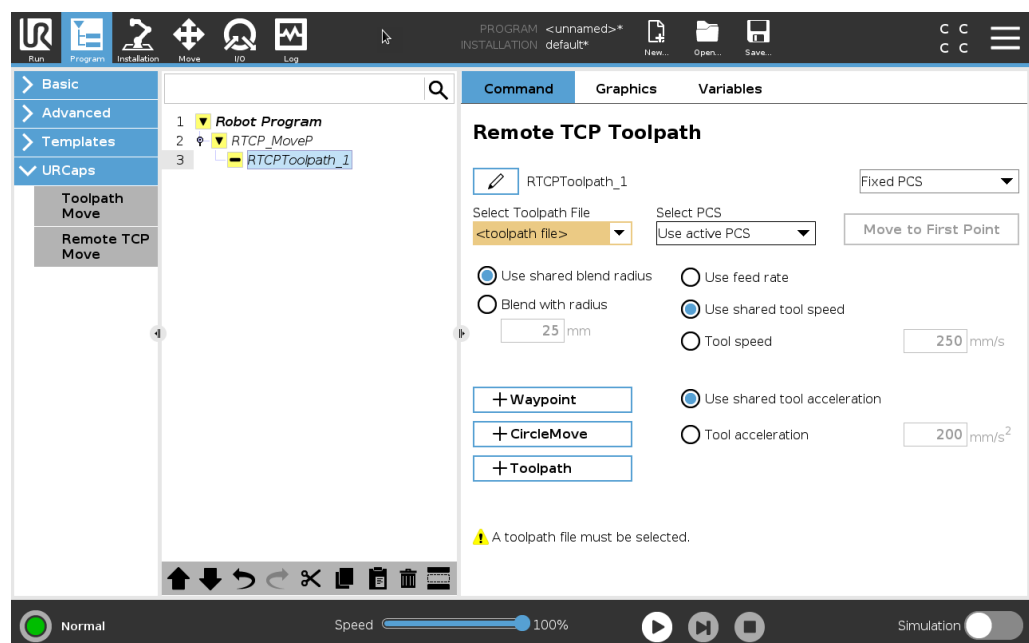 UR
PROGRAM <unnamed>*
INSTALLATION default*
C C
C C
Run Program Installation Move I/O Log New... Open... Save...
Basic
Advanced
Templates
URCaps
Toolpath
Move
Remote TCP
Move
1 Robot Program
2 RTCP_MoveP
3 RTCPToolpath_1
Command Graphics Variables
Remote TCP Toolpath
RTCPToolpath_1 Fixed PCS
Select Toolpath File Select PCS
<toolpath file> Use active PCS Move to First Point
Use shared blend radius Use feed rate
Blend with radius Use shared tool speed
25 mm Tool speed 250 mm/s
+ Waypoint Use shared tool acceleration
+ CircleMove Tool acceleration 200 mm/s²
+ Toolpath
A toolpath file must be selected.
Normal Speed 100% Simulation